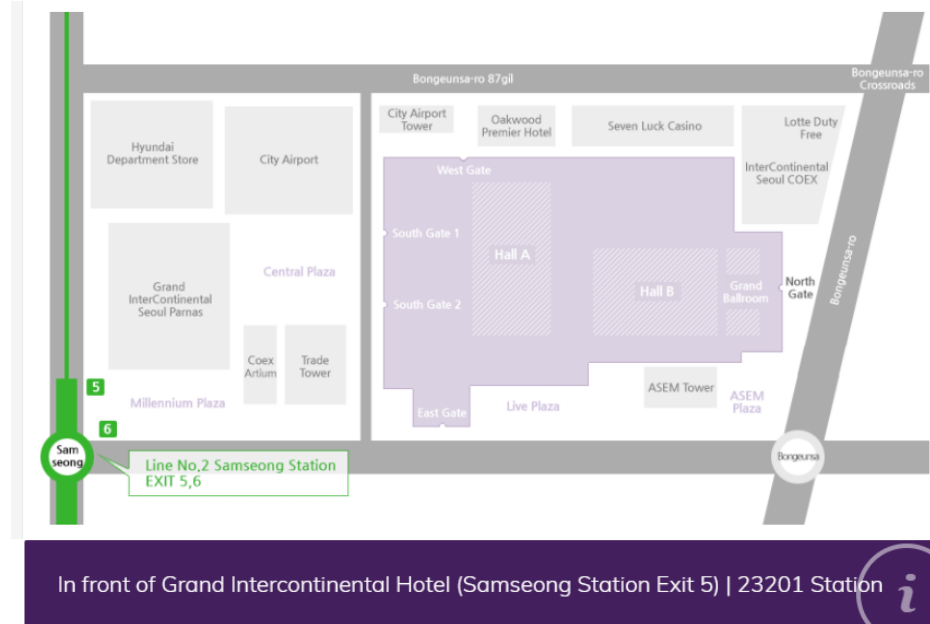 Bongeunsa-ro 87gil
Bongeunsa-ro
Crossroads
Hyundai
Department Store
City Airport
City Airport
Tower
Oakwood
Premier Hotel
Seven Luck Casino
Lotte Duty
Free
InterContinental
Seoul COEX
West Gate
South Gate 1
Hall A
Central Plaza
Grand
InterContinental
Seoul Parnas
South Gate 2
Hall B
Grand
Ballroom
North
Gate
Bongeunsa-ro
Coex
Artium
Trade
Tower
ASEM Tower
ASEM
Plaza
5
Millennium Plaza
East Gate
Live Plaza
6
Sam
seong
Line No.2 Samseong Station
EXIT 5,6
Bongeunsa
In front of Grand Intercontinental Hotel (Samseong Station Exit 5) | 23201 Station
i